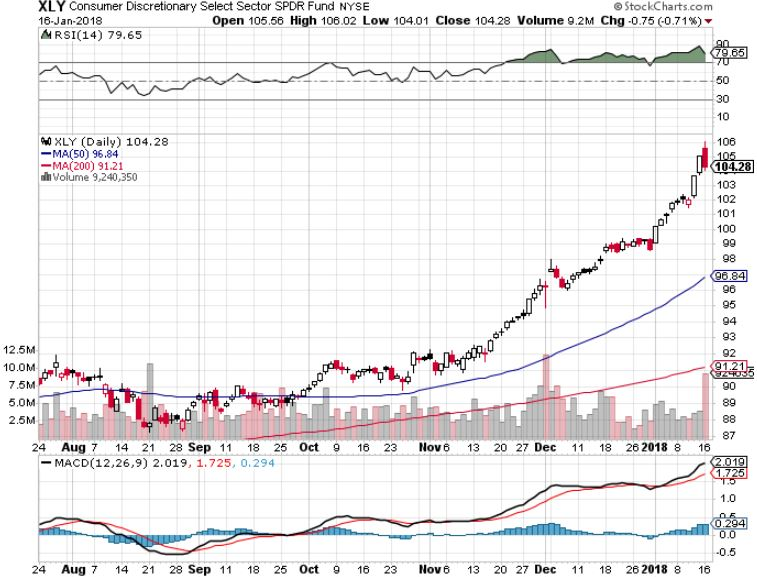 XLY Consumer Discretionary Select Sector SPDR Fund NYSE © StockCharts.com
16-Jan-2018 Open 105.56 High 106.02 Low 104.01 Close 104.28 Volume 9.2M Chg -0.75 (-0.71%)
RSI(14) 79.65
90
79.65
70
50
30
10
XLY (Daily) 104.28
MA(50) 96.84
MA(200) 91.21
Volume 9,240,350
106
105
104.28
103
102
101
100
99
98
96.84
96
95
94
93
92
91.21
90
89
88
87
12.5M
10.0M
7.5M
5.0M
2.5M
24 Aug 7 14 21 28 Sep 11 18 25 Oct 9 16 23 Nov 6 13 20 27 Dec 11 18 26 2018 8 16
MACD(12,26,9) 2.019, 1.725, 0.294
2.019
1.725
1.5
1.0
0.294
0.0
-0.5
24 Aug 7 14 21 28 Sep 11 18 25 Oct 9 16 23 Nov 6 13 20 27 Dec 11 18 26 2018 8 16